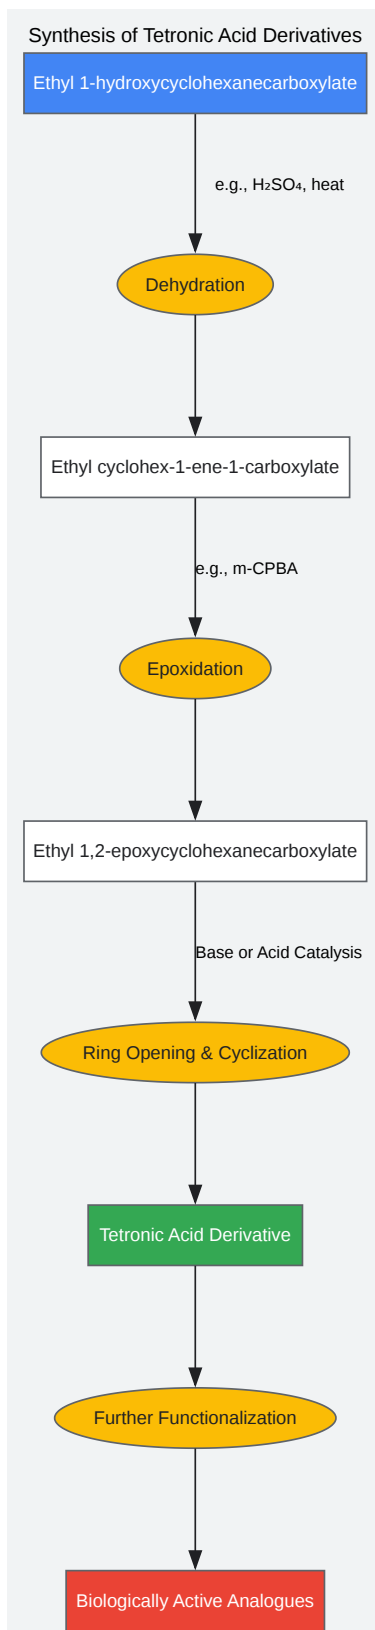 Synthesis of Tetronic Acid Derivatives
Ethyl 1-hydroxycyclohexanecarboxylate
e.g., H₂SO₄, heat
Dehydration
Ethyl cyclohex-1-ene-1-carboxylate
e.g., m-CPBA
Epoxidation
Ethyl 1,2-epoxycyclohexanecarboxylate
Base or Acid Catalysis
Ring Opening & Cyclization
Tetronic Acid Derivative
Further Functionalization
Biologically Active Analogues